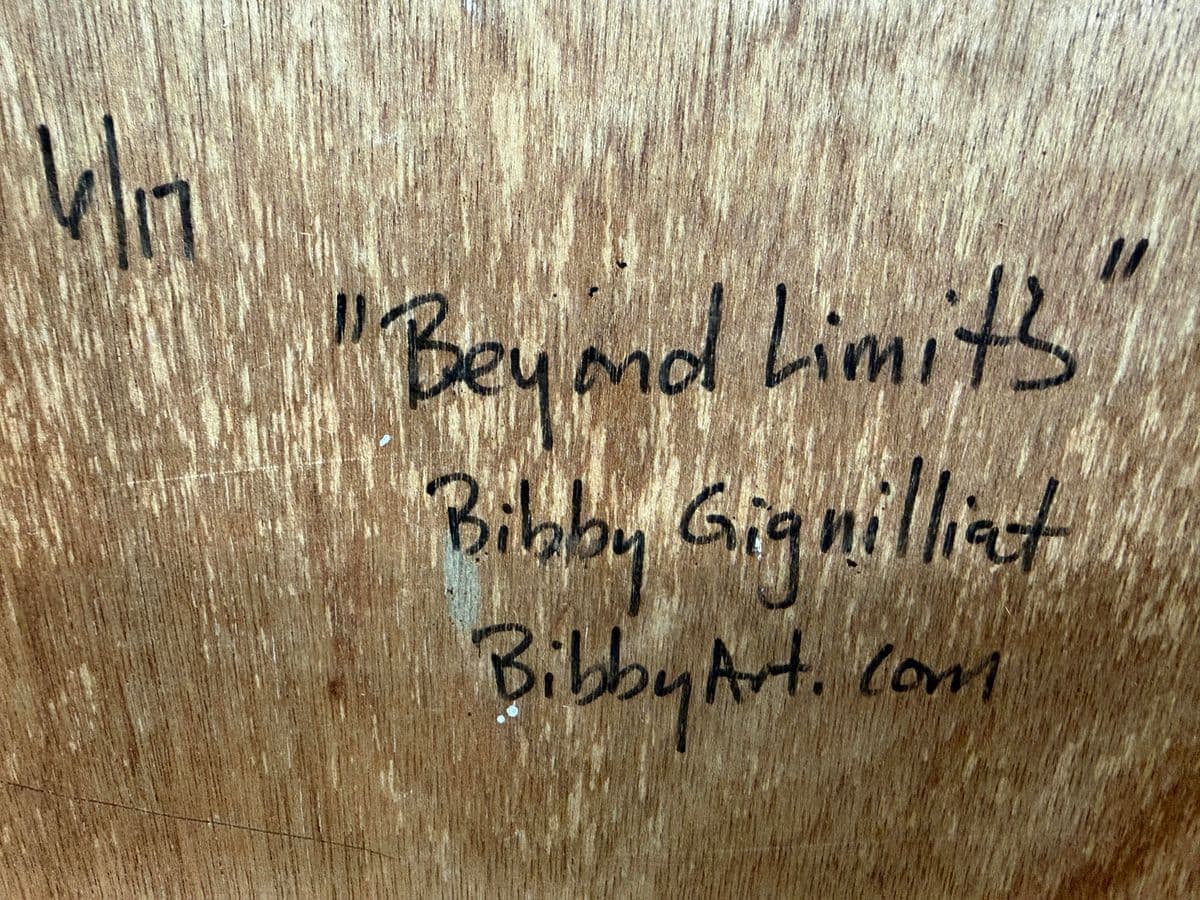 6/17
"Beyond Limits"
Bibby Gignilliat
BibbyArt.com